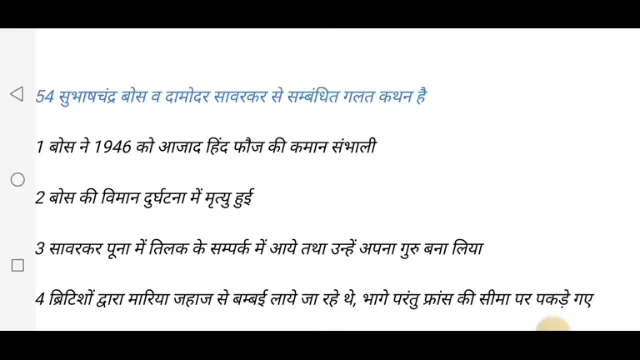 54 सुभाषचंद्र बोस व दामोदर सावरकर से सम्बंधित गलत कथन है
1 बोस ने 1946 को आजाद हिंद फौज की कमान संभाली
2 बोस की विमान दुर्घटना में मृत्यु हुई
3 सावरकर पूना में तिलक के सम्पर्क में आये तथा उन्हें अपना गुरु बना लिया
4 ब्रिटिशों द्वारा मारिया जहाज से बम्बई लाये जा रहे थे, भागे परंतु फ्रांस की सीमा पर पकड़े गए